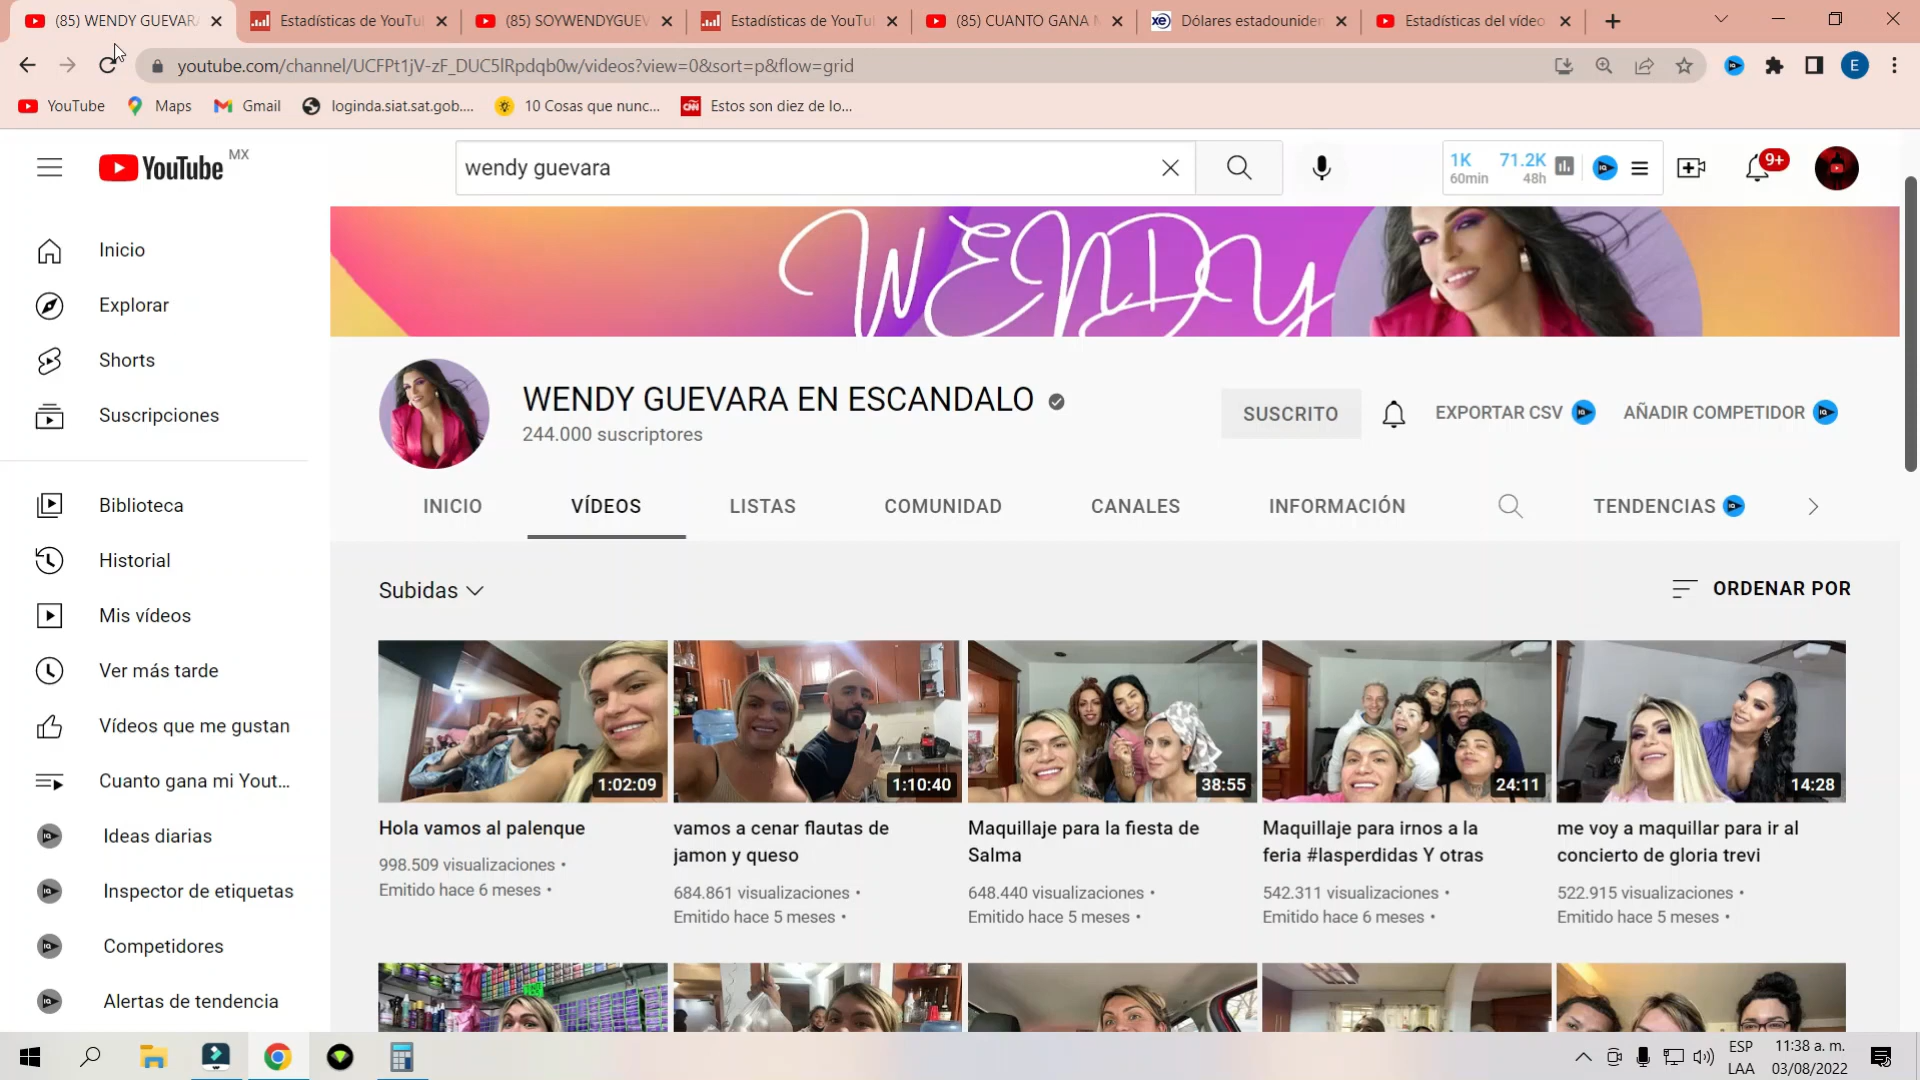 (85) WENDY GUEVARA
Estadísticas de YouTu
(85) SOYWENDYGUEV
Estadísticas de YouTu
(85) CUANTO GANA
Dólares estadouniden
Estadísticas del vídeo
youtube.com/channel/UCFPt1jV-zF_DUC5lRpdqb0w/videos?view=0&sort=p&flow=grid
E
YouTube
Maps
Gmail
loginda.siat.sat.gob....
10 Cosas que nunc...
CNN
Estos son diez de lo...
YouTube MX
wendy guevara
1K
60min
71.2K
48h
9+
Inicio
Explorar
Shorts
Suscripciones
Biblioteca
Historial
Mis vídeos
Ver más tarde
Vídeos que me gustan
Cuanto gana mi Yout...
Ideas diarias
Inspector de etiquetas
Competidores
Alertas de tendencia
WENDY
WENDY GUEVARA EN ESCANDALO
244.000 suscriptores
SUSCRITO
EXPORTAR CSV
AÑADIR COMPETIDOR
INICIO
VÍDEOS
LISTAS
COMUNIDAD
CANALES
INFORMACIÓN
TENDENCIAS
Subidas
ORDENAR POR
1:02:09
1:10:40
38:55
24:11
14:28
Hola vamos al palenque
998.509 visualizaciones •
Emitido hace 6 meses •
vamos a cenar flautas de
jamon y queso
684.861 visualizaciones •
Emitido hace 5 meses •
Maquillaje para la fiesta de
Salma
648.440 visualizaciones •
Emitido hace 5 meses •
Maquillaje para irnos a la
feria #lasperdidas Y otras
542.311 visualizaciones •
Emitido hace 6 meses •
me voy a maquillar para ir al
concierto de gloria trevi
522.915 visualizaciones •
Emitido hace 5 meses •
ESP
LAA
11:38 a. m.
03/08/2022